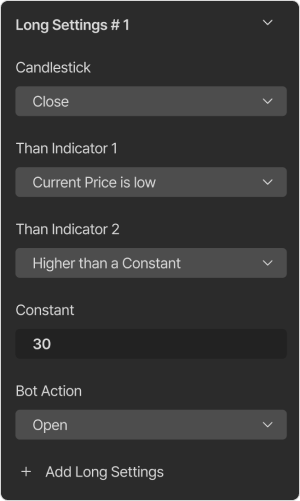 Long Settings # 1
Candlestick
Close
Than Indicator 1
Current Price is low
Than Indicator 2
Higher than a Constant
Constant
30
Bot Action
Open
+ Add Long Settings